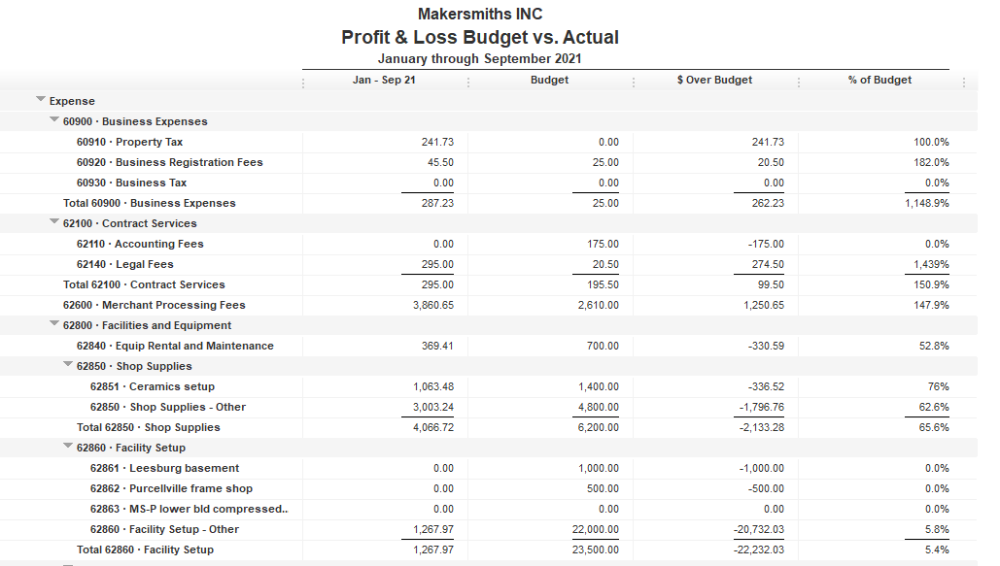 Makersmiths INC
Profit & Loss Budget vs. Actual
January through September 2021
Jan - Sep 21 Budget $ Over Budget % of Budget
Expense
60900 · Business Expenses
60910 · Property Tax 241.73 0.00 241.73 100.0%
60920 · Business Registration Fees 45.50 25.00 20.50 182.0%
60930 · Business Tax 0.00 0.00 0.00 0.0%
Total 60900 · Business Expenses 287.23 25.00 262.23 1,148.9%
62100 · Contract Services
62110 · Accounting Fees 0.00 175.00 -175.00 0.0%
62140 · Legal Fees 295.00 20.50 274.50 1,439%
Total 62100 · Contract Services 295.00 195.50 99.50 150.9%
62600 · Merchant Processing Fees 3,860.65 2,610.00 1,250.65 147.9%
62800 · Facilities and Equipment
62840 · Equip Rental and Maintenance 369.41 700.00 -330.59 52.8%
62850 · Shop Supplies
62851 · Ceramics setup 1,063.48 1,400.00 -336.52 76%
62850 · Shop Supplies - Other 3,003.24 4,800.00 -1,796.76 62.6%
Total 62850 · Shop Supplies 4,066.72 6,200.00 -2,133.28 65.6%
62860 · Facility Setup
62861 · Leesburg basement 0.00 1,000.00 -1,000.00 0.0%
62862 · Purcellville frame shop 0.00 500.00 -500.00 0.0%
62863 · MS-P lower bld compressed.. 0.00 0.00 0.00 0.0%
62860 · Facility Setup - Other 1,267.97 22,000.00 -20,732.03 5.8%
Total 62860 · Facility Setup 1,267.97 23,500.00 -22,232.03 5.4%